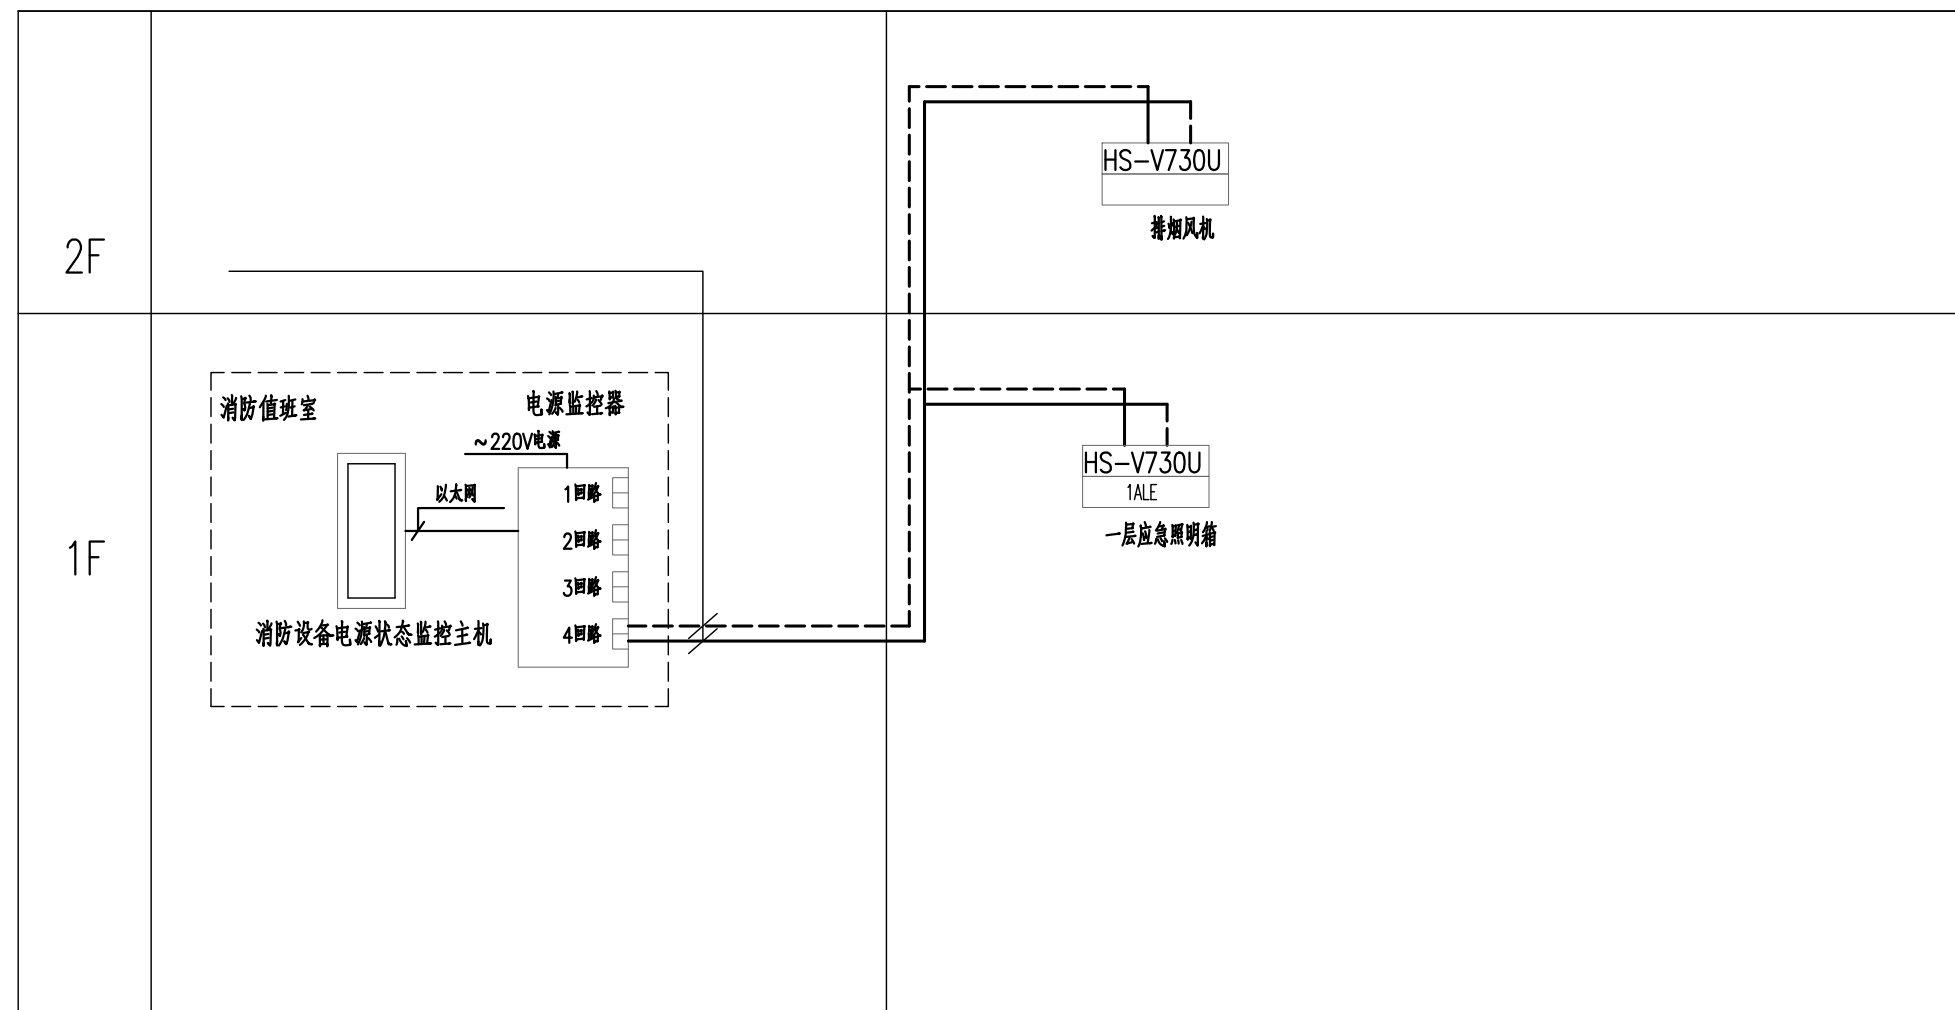 HS-V730U
排烟风机
2F
消防值班室
电源监控器
~220V电源
HS-V730U
1ALE
以太网
1回路
一层应急照明箱
2回路
1F
3回路
消防设备电源状态监控主机
4回路